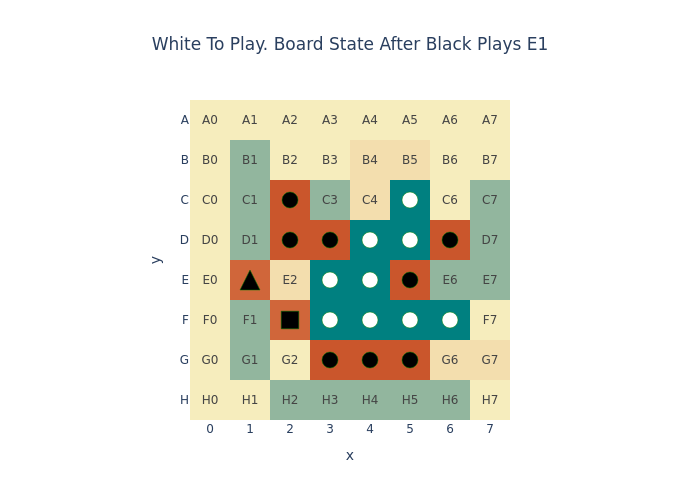 White To Play. Board State After Black Plays E1
A A0 A1 A2 A3 A4 A5 A6 A7
B B0 B1 B2 B3 B4 B5 B6 B7
C C0 C1 C3 C4 C6 C7
D D0 D1 D7
E E0 E2 E6 E7
F F0 F1 F7
G G0 G1 G2 G6 G7
H H0 H1 H2 H3 H4 H5 H6 H7
0 1 2 3 4 5 6 7
x
y